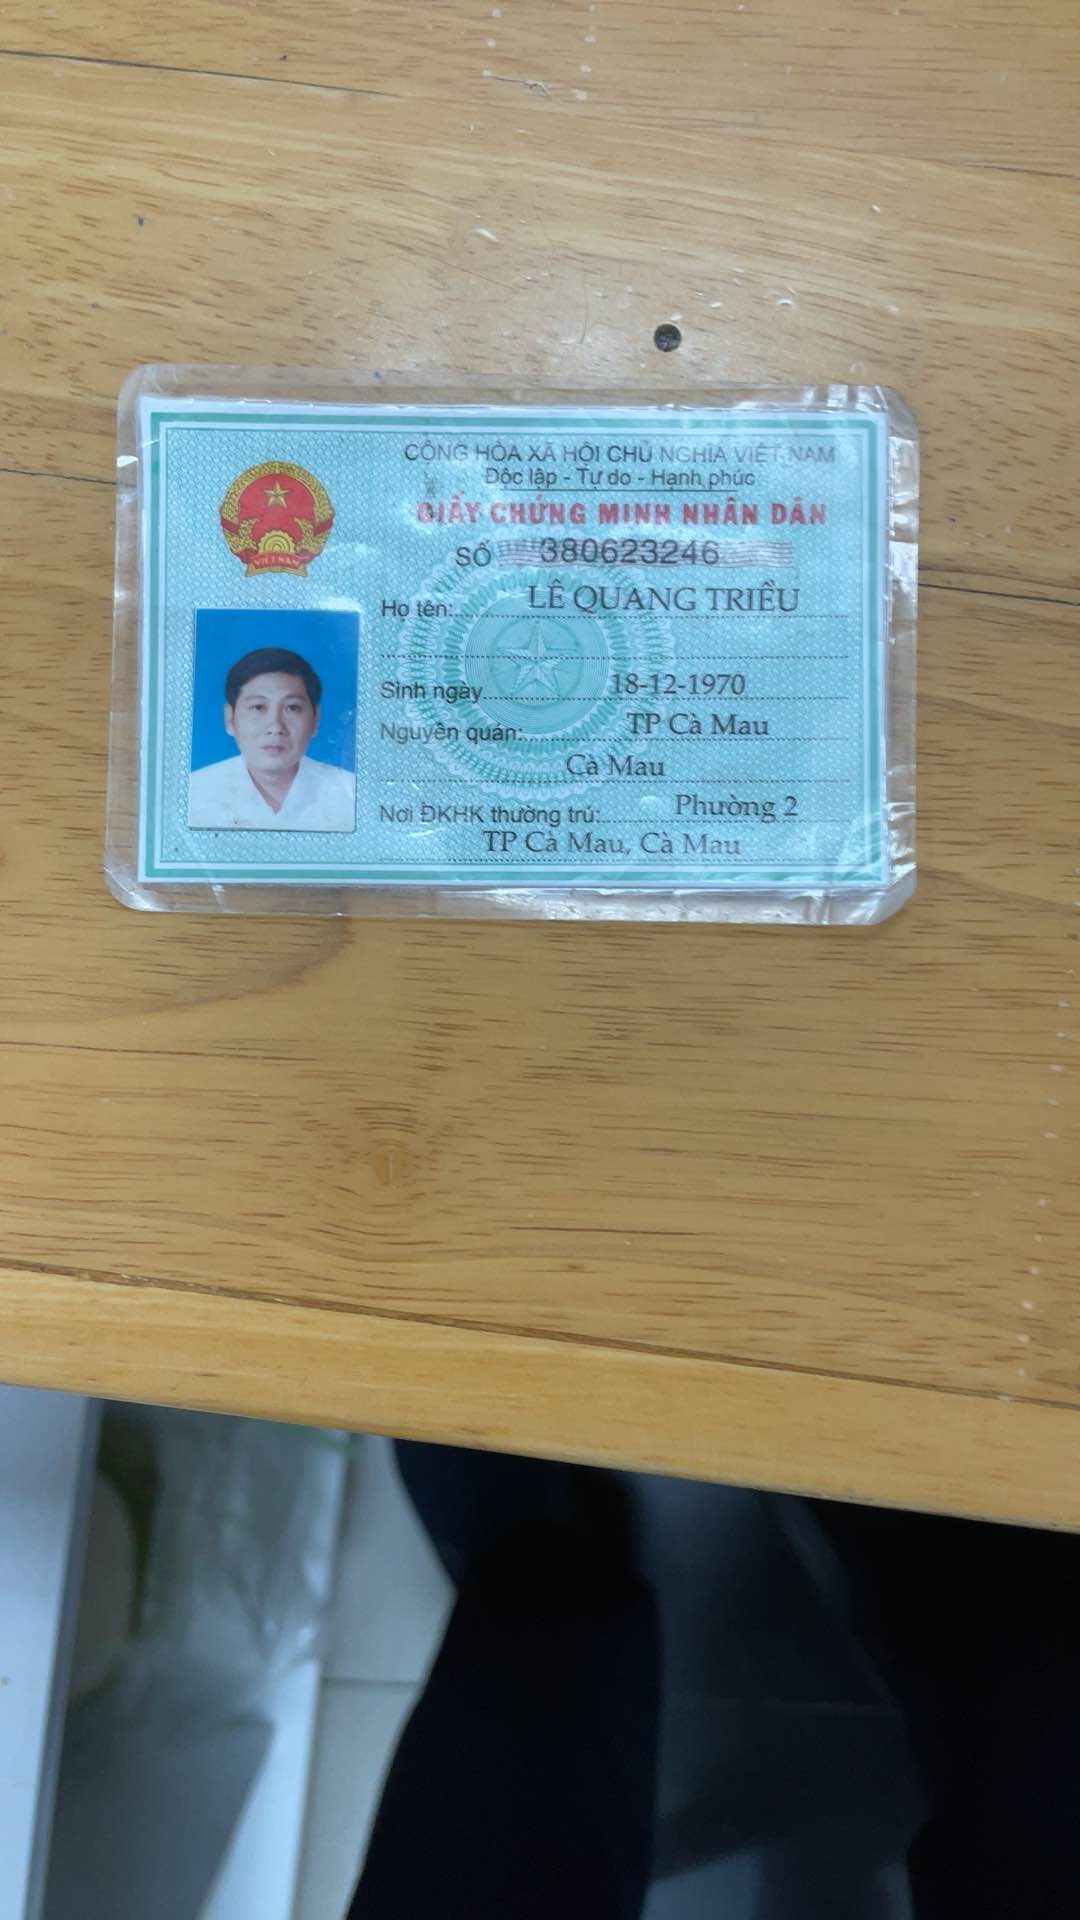 CỘNG HÒA XÃ HỘI CHỦ NGHĨA VIỆT NAM
Độc lập - Tự do - Hạnh phúc
GIẤY CHỨNG MINH NHÂN DÂN
SỐ 380623246
VIỆT NAM
Họ tên: LÊ QUANG TRIỀU
Sinh ngày 18-12-1970
Nguyên quán: TP Cà Mau
Cà Mau
Nơi ĐKHK thường trú: Phường 2
TP Cà Mau, Cà Mau